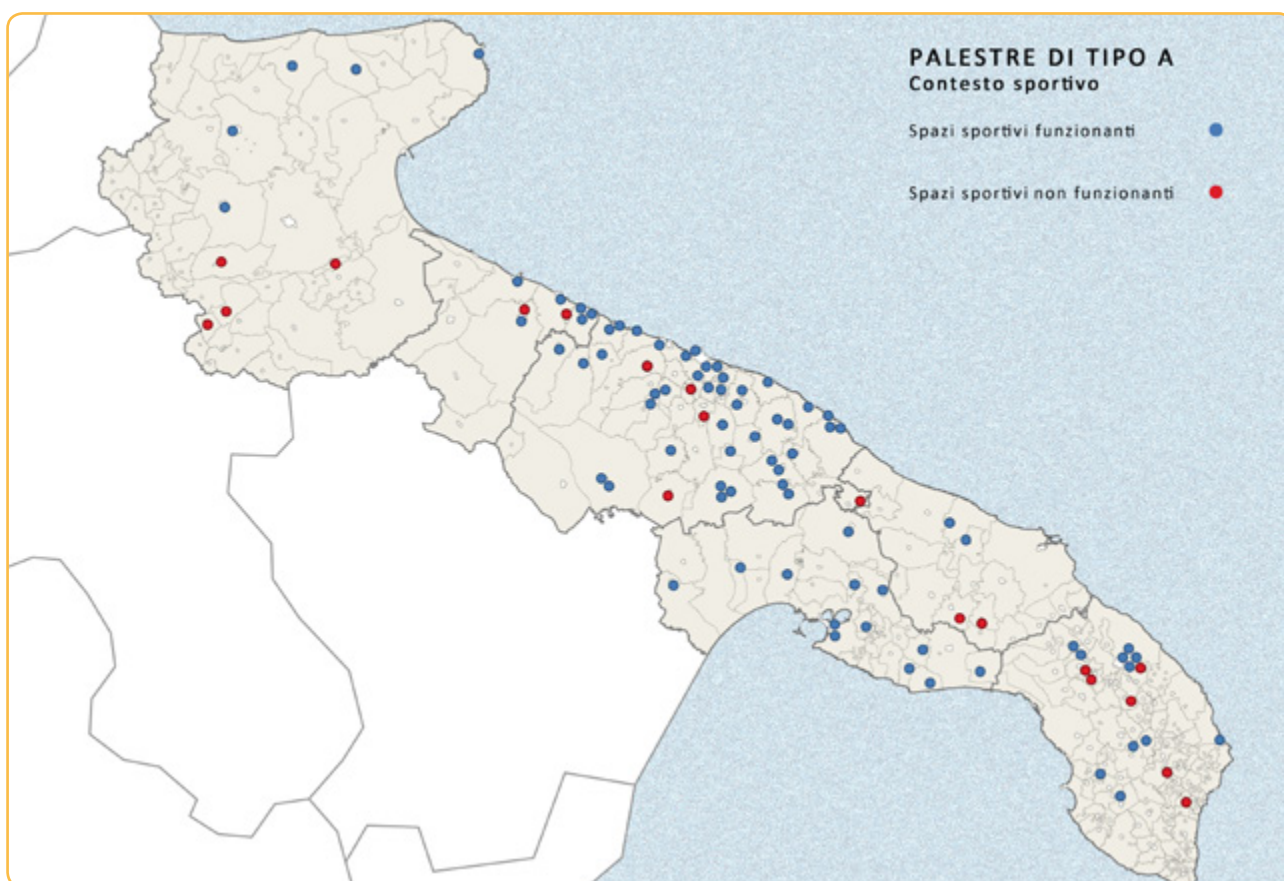 PALESTRE DI TIPO A
Contesto sportivo
Spazi sportivi funzionanti
Spazi sportivi non funzionanti